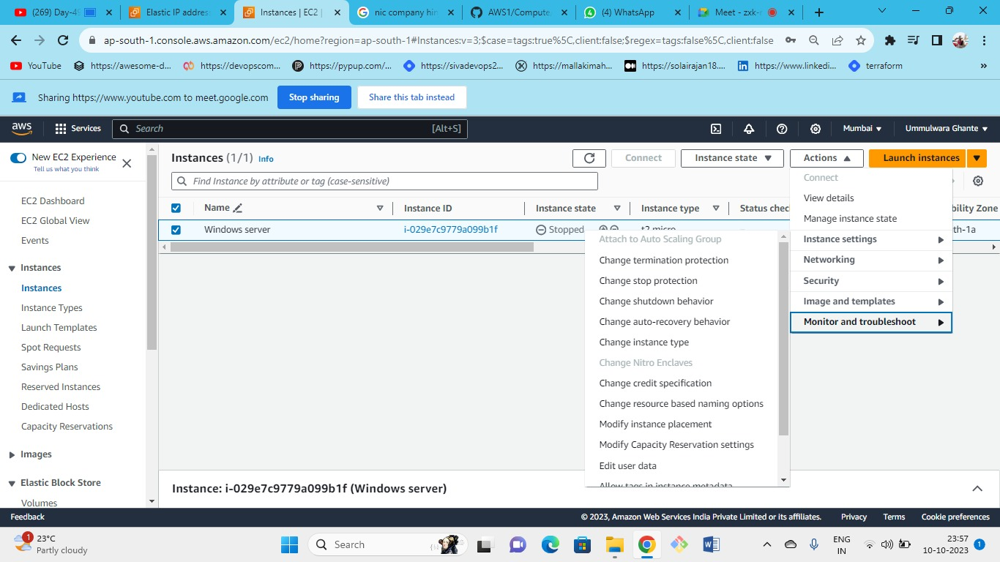 (269) Day-4
Elastic IP address
Instances | EC2 |
nic company hin
AWS1/Compute
(4) WhatsApp
Meet - zxk-r
ap-south-1.console.aws.amazon.com/ec2/home?region=ap-south-1#Instances:v=3;$case=tags:true%5C,client:false;$regex=tags:false%5C,client:false
YouTube
https://awesome-d...
https://devopscom...
https://pypup.com/...
https://sivadevops2...
https://mallakimah...
https://solairajan18....
https://www.linkedi...
terraform
»
Sharing https://www.youtube.com to meet.google.com
Stop sharing
Share this tab instead
aws
Services
Search
[Alt+S]
Mumbai
Ummulwara Ghante
New EC2 Experience
Tell us what you think
EC2 Dashboard
EC2 Global View
Events
Instances
Instances
Instance Types
Launch Templates
Spot Requests
Savings Plans
Reserved Instances
Dedicated Hosts
Capacity Reservations
Images
Elastic Block Store
Volumes
Instances (1/1) Info
Connect
Instance state
Actions
Launch instances
Find Instance by attribute or tag (case-sensitive)
Name
Instance ID
Instance state
Instance type
Status chec
bility Zone
Windows server
i-029e7c9779a099b1f
Stopped
t2.micro
th-1a
Connect
View details
Manage instance state
Instance settings
Networking
Security
Image and templates
Monitor and troubleshoot
Attach to Auto Scaling Group
Change termination protection
Change stop protection
Change shutdown behavior
Change auto-recovery behavior
Change instance type
Change Nitro Enclaves
Change credit specification
Change resource based naming options
Modify instance placement
Modify Capacity Reservation settings
Edit user data
Allow tags in instance metadata
Instance: i-029e7c9779a099b1f (Windows server)
Feedback
© 2023, Amazon Web Services India Private Limited or its affiliates.
Privacy
Terms
Cookie preferences
1
23°C
Partly cloudy
Search
ENG
IN
23:57
10-10-2023
1